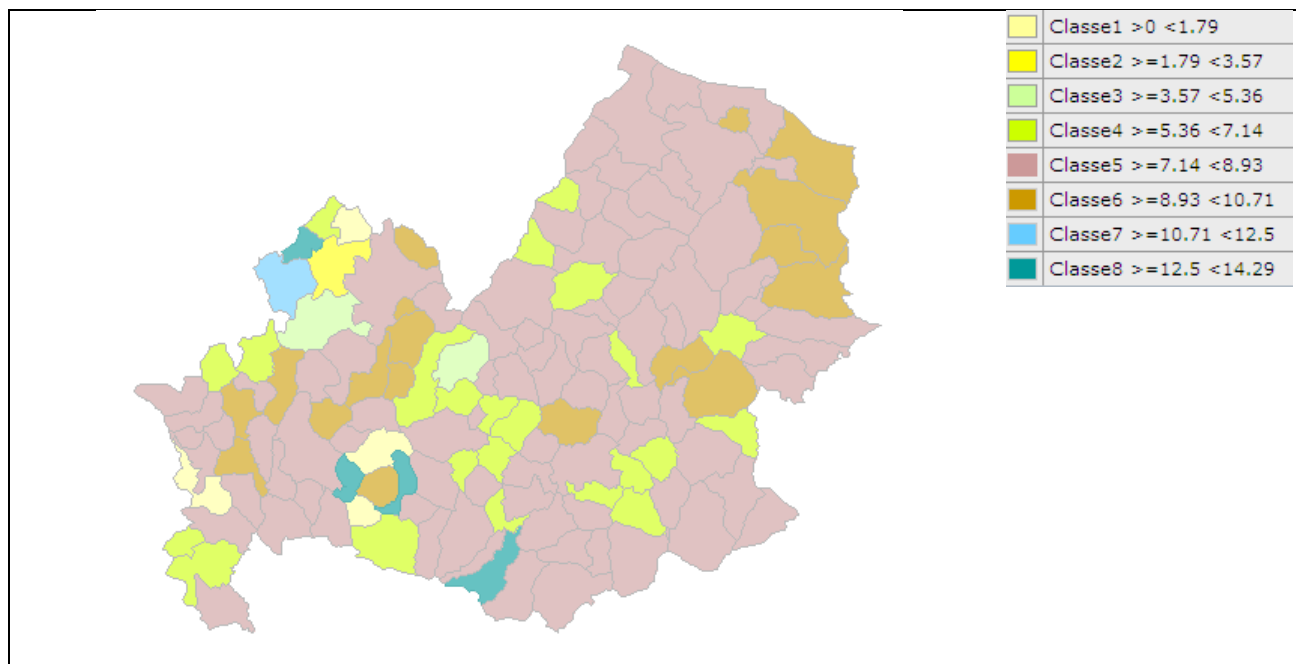 Classe1 >0 <1.79
Classe2 >=1.79 <3.57
Classe3 >=3.57 <5.36
Classe4 >=5.36 <7.14
Classe5 >=7.14 <8.93
Classe6 >=8.93 <10.71
Classe7 >=10.71 <12.5
Classe8 >=12.5 <14.29